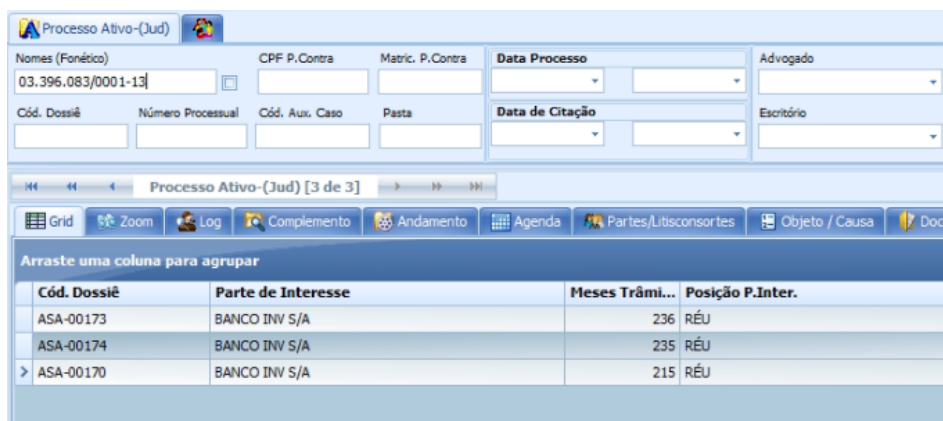 Processo Ativo-(Jud)
Nomes (Fonético) CPF P.Contra Matric. P.Contra Data Processo Advogado
03.396.083/0001-13
Cód. Dossiê Número Processual Cód. Aux. Caso Pasta Data de Citação Escritório
Processo Ativo-(Jud) [3 de 3]
Grid Zoom Log Complemento Andamento Agenda Partes/Litisconsortes Objeto / Causa Doc
Arraste uma coluna para agrupar
Cód. Dossiê Parte de Interesse Meses Trâmi... Posição P.Inter.
ASA-00173 BANCO INV S/A 236 RÉU
ASA-00174 BANCO INV S/A 235 RÉU
ASA-00170 BANCO INV S/A 215 RÉU